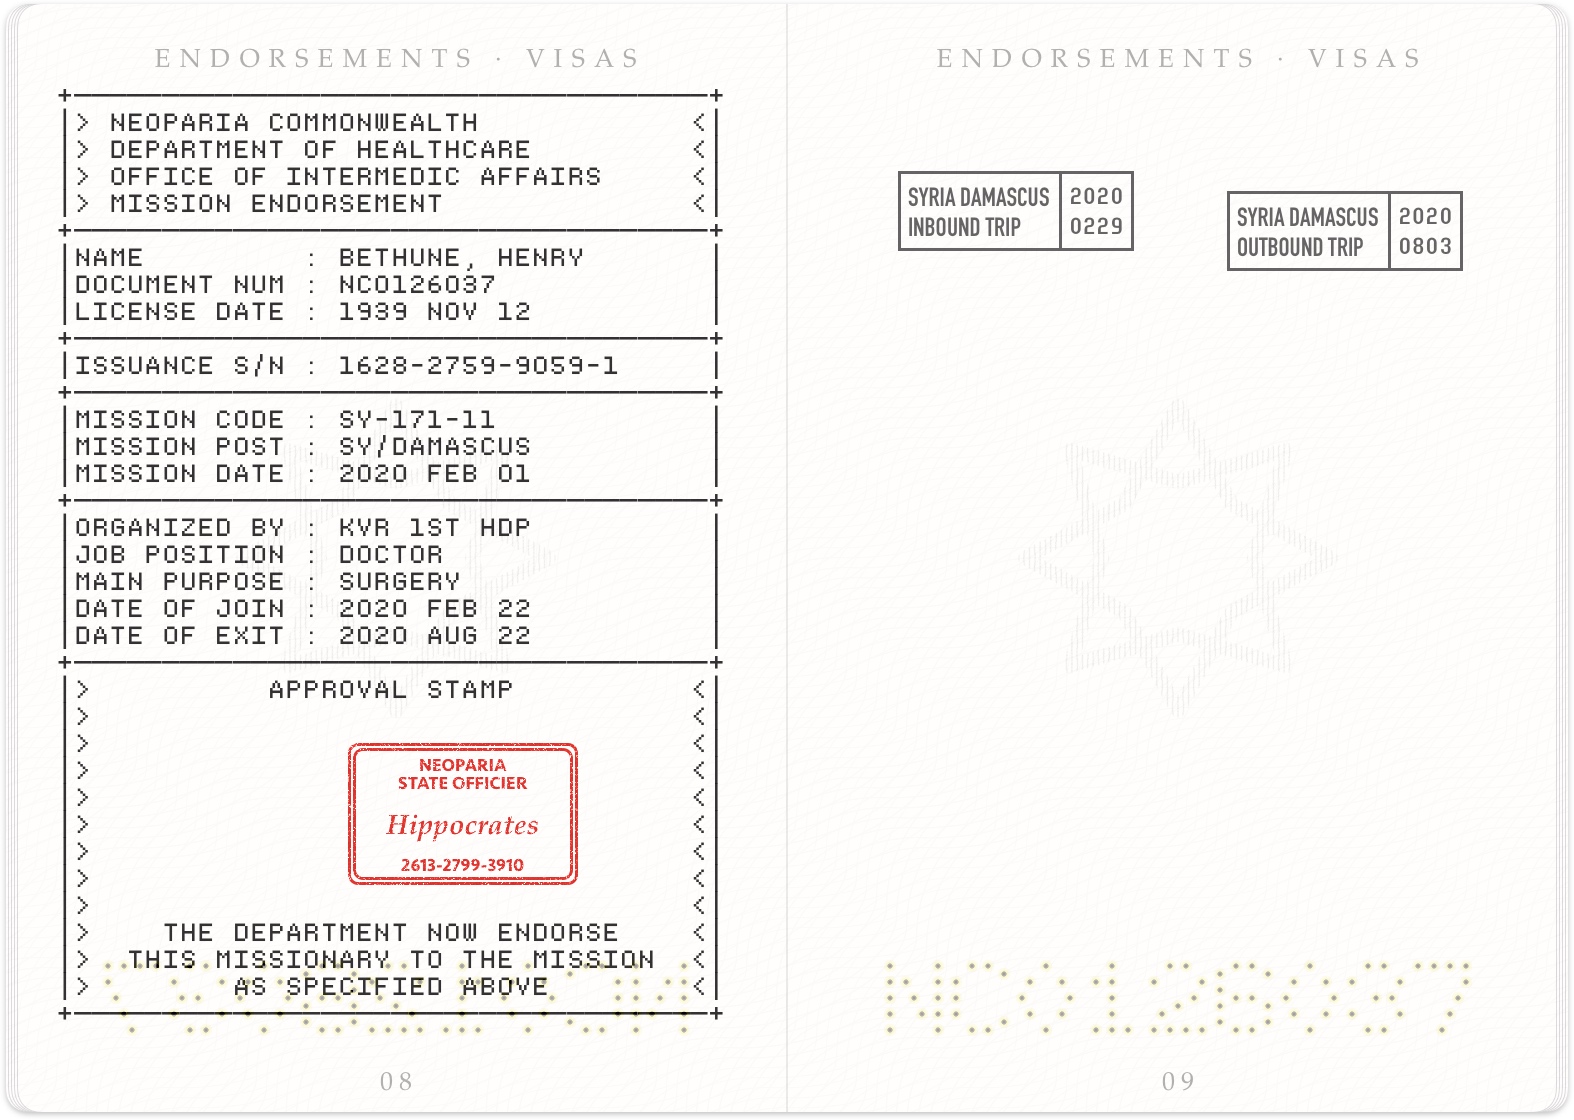 ENDORSEMENTS · VISAS
> NEOPARIA COMMONWEALTH <
> DEPARTMENT OF HEALTHCARE <
> OFFICE OF INTERMEDIC AFFAIRS <
> MISSION ENDORSEMENT <
NAME : BETHUNE, HENRY
DOCUMENT NUM : NC0126037
LICENSE DATE : 1939 NOV 12
ISSUANCE S/N : 1628-2759-9059-1
MISSION CODE : SY-171-11
MISSION POST : SY/DAMASCUS
MISSION DATE : 2020 FEB 01
ORGANIZED BY : KVR 1ST HDP
JOB POSITION : DOCTOR
MAIN PURPOSE : SURGERY
DATE OF JOIN : 2020 FEB 22
DATE OF EXIT : 2020 AUG 22
> APPROVAL STAMP <
NEOPARIA
STATE OFFICIER
Hippocrates
2613-2799-3910
> THE DEPARTMENT NOW ENDORSE <
> THIS MISSIONARY TO THE MISSION <
> AS SPECIFIED ABOVE <
08
ENDORSEMENTS · VISAS
SYRIA DAMASCUS 2020
INBOUND TRIP 0229
SYRIA DAMASCUS 2020
OUTBOUND TRIP 0803
NC0126037
09